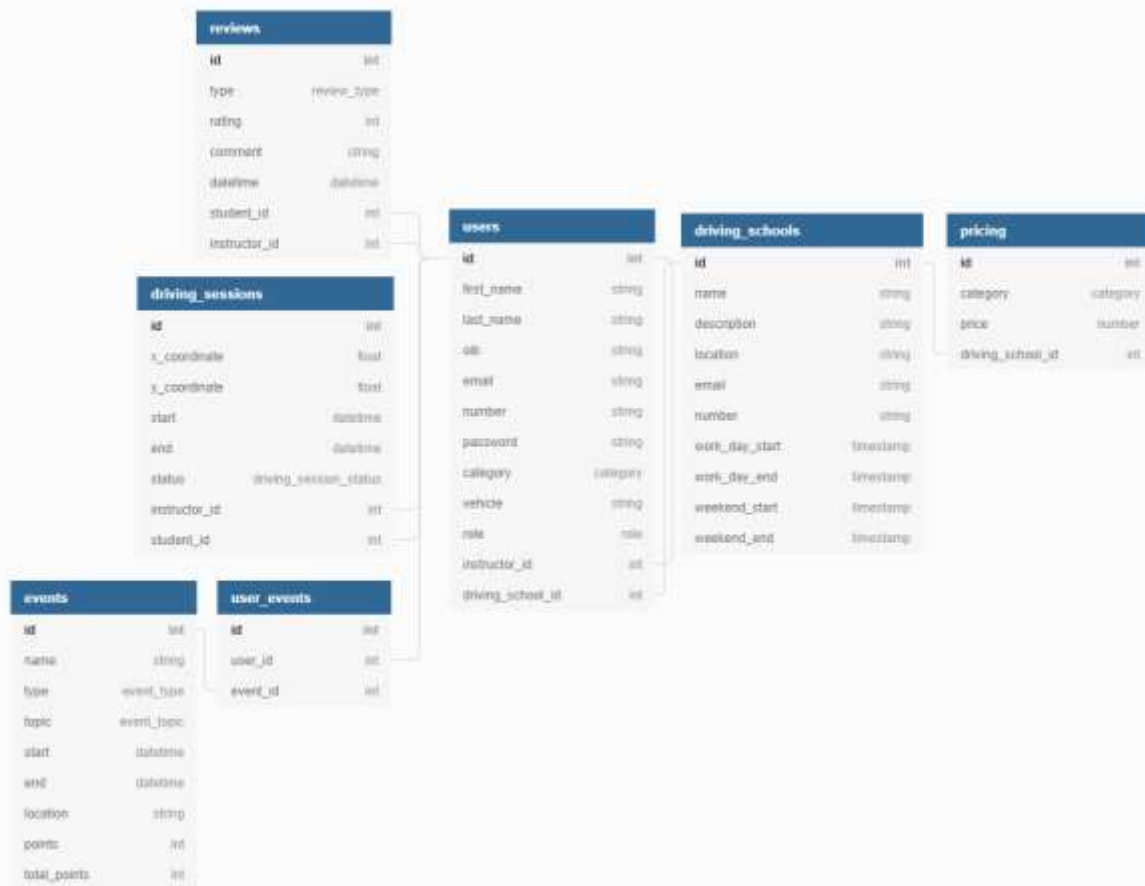 reviews
id int
type review_type
rating int
comment string
datetime datetime
student_id int
instructor_id int
driving_sessions
id int
x_coordinate float
y_coordinate float
start datetime
end datetime
status driving_session_status
instructor_id int
student_id int
events
id int
name string
type event_type
topic event_topic
start datetime
end datetime
location string
points int
total_points int
user_events
id int
user_id int
event_id int
users
id int
first_name string
last_name string
oib string
email string
number string
password string
category category
vehicle string
role role
instructor_id int
driving_school_id int
driving_schools
id int
name string
description string
location string
email string
number string
work_day_start timestamp
work_day_end timestamp
weekend_start timestamp
weekend_end timestamp
pricing
id int
category category
price number
driving_school_id int